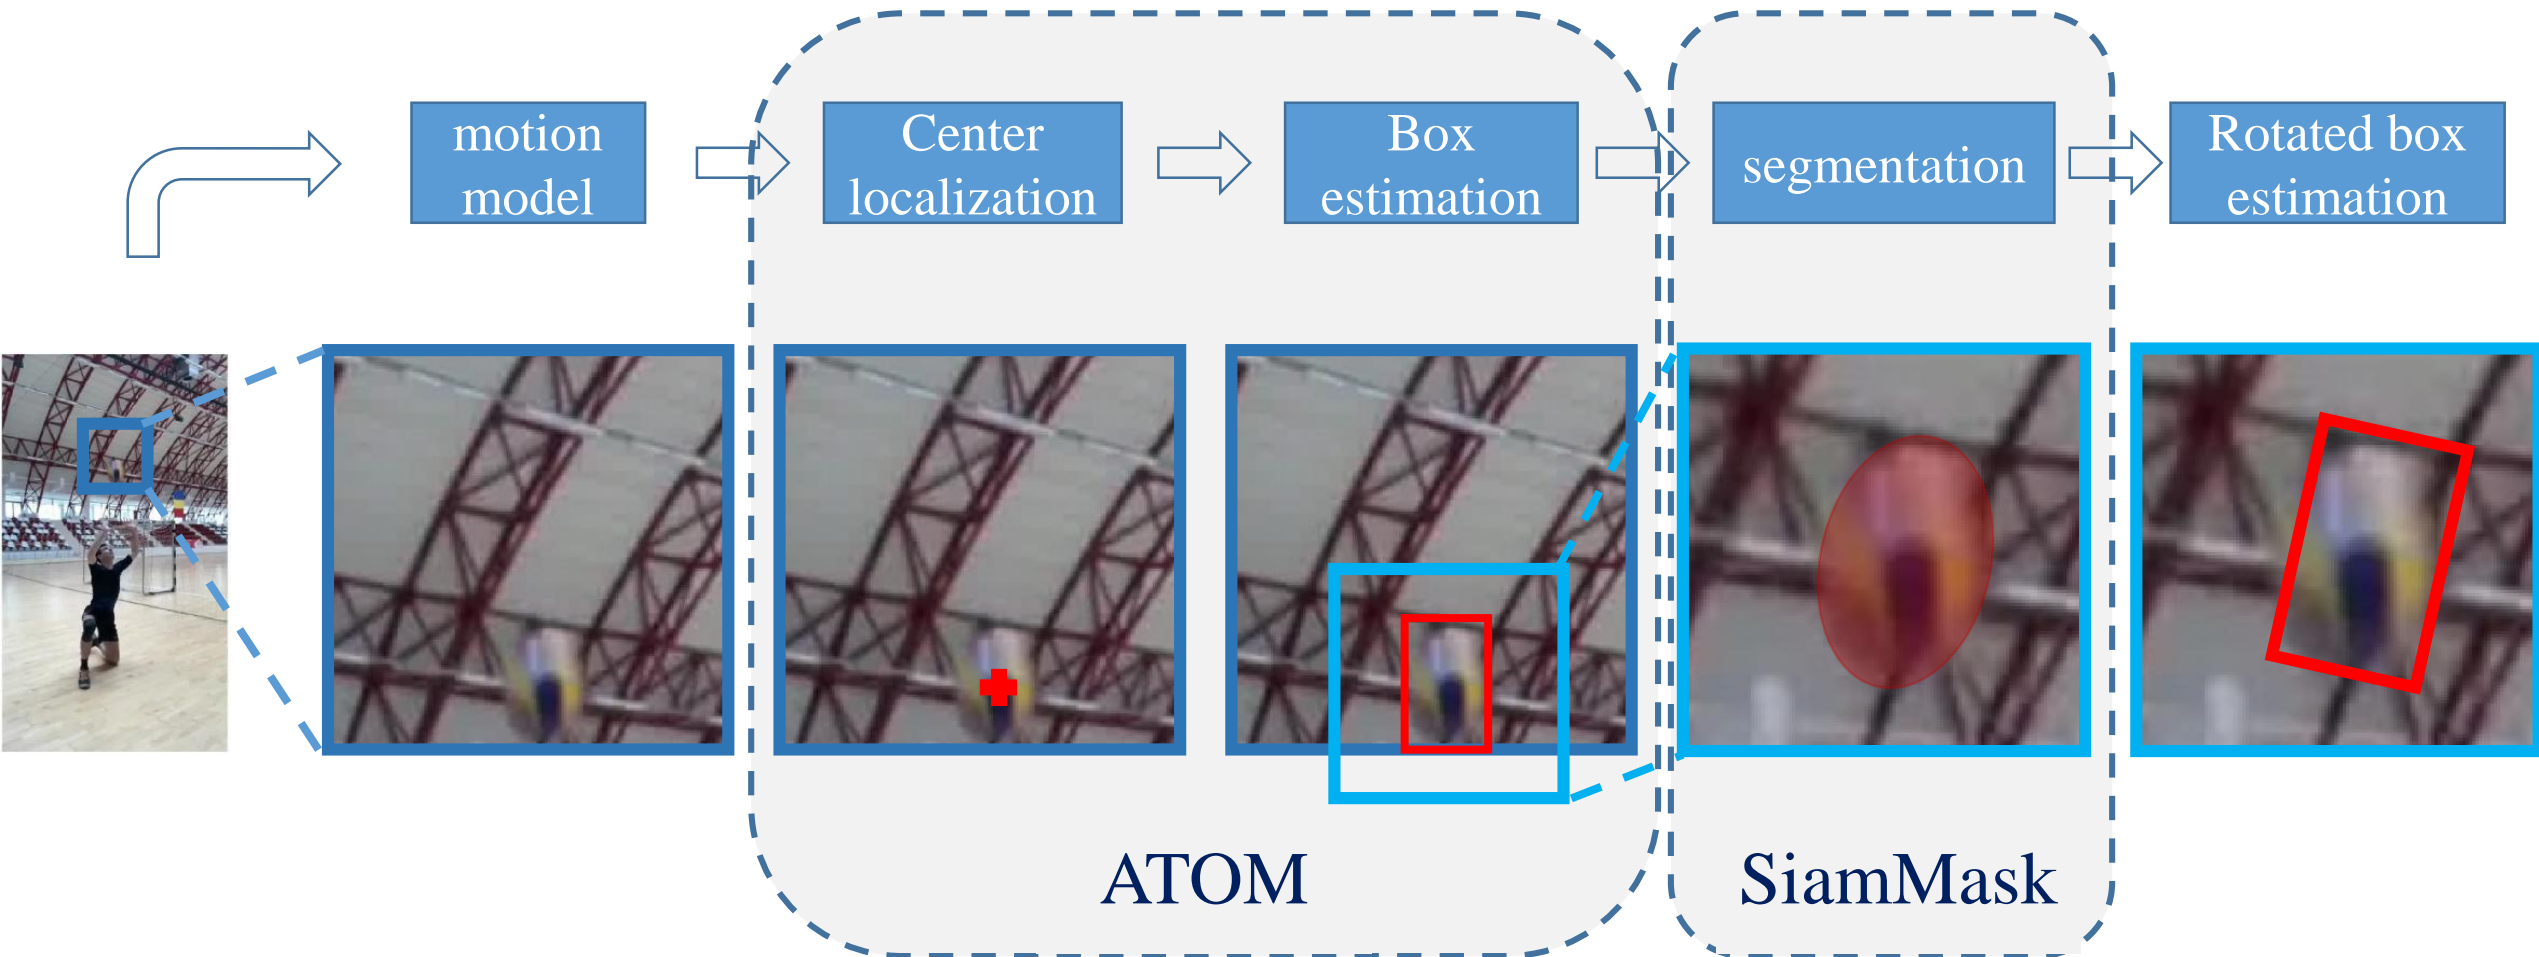 motion
model
Center
localization
Box
estimation
segmentation
Rotated box
estimation
ATOM
SiamMask